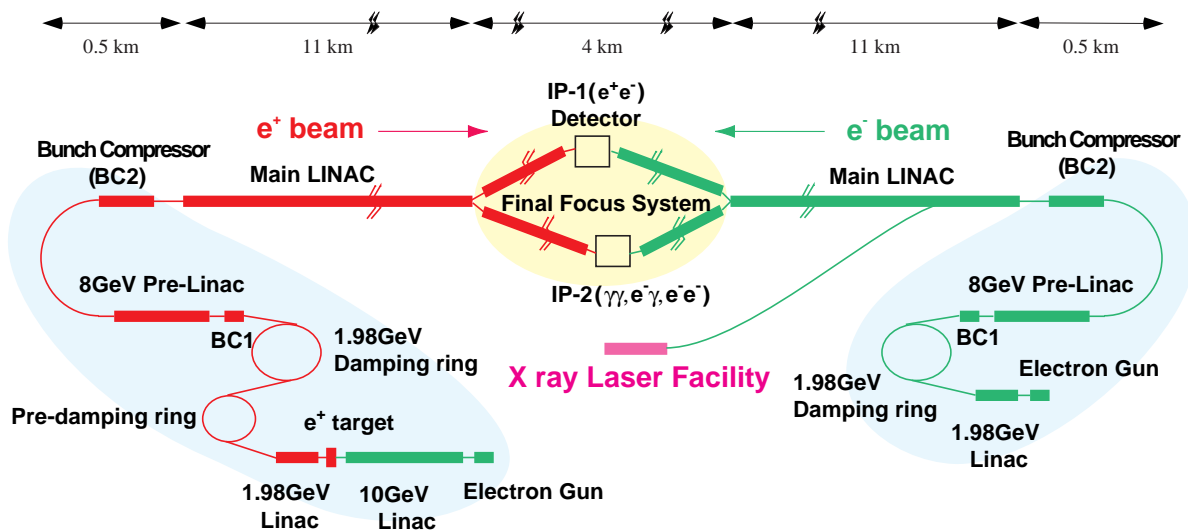 0.5 km
11 km
4 km
11 km
0.5 km
IP-1(e⁺e⁻)
Detector
e⁺ beam
e⁻ beam
Bunch Compressor
(BC2)
Main LINAC
Main LINAC
Bunch Compressor
(BC2)
Final Focus System
IP-2(γγ,e⁻γ,e⁻e⁻)
8GeV Pre-Linac
BC1
1.98GeV
Damping ring
Pre-damping ring
e⁺ target
1.98GeV
Linac
10GeV
Linac
Electron Gun
X ray Laser Facility
8GeV Pre-Linac
BC1
Electron Gun
1.98GeV
Damping ring
1.98GeV
Linac